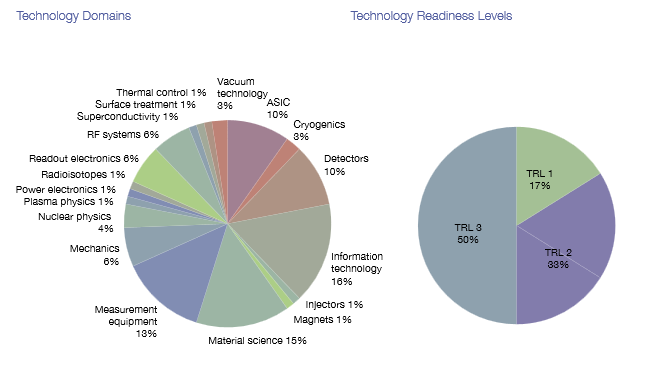 Technology Domains
Technology Readiness Levels
Vacuum
technology
3%
Thermal control 1%
Surface treatment 1%
Superconductivity 1%
RF systems 6%
Readout electronics 6%
Radioisotopes 1%
Power electronics 1%
Plasma physics 1%
Nuclear physics
4%
Mechanics
6%
Measurement
equipment
13%
Material science 15%
Magnets 1%
Injectors 1%
Information
technology
16%
Detectors
10%
Cryogenics
3%
ASIC
10%
TRL 1
17%
TRL 2
33%
TRL 3
50%